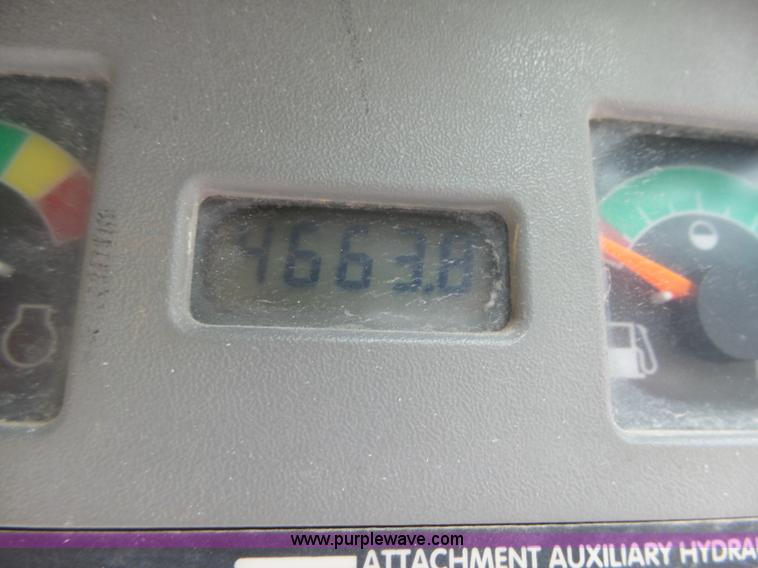 4663.8
www.purplewave.com
ATTACHMENT AUXILIARY HYDRA